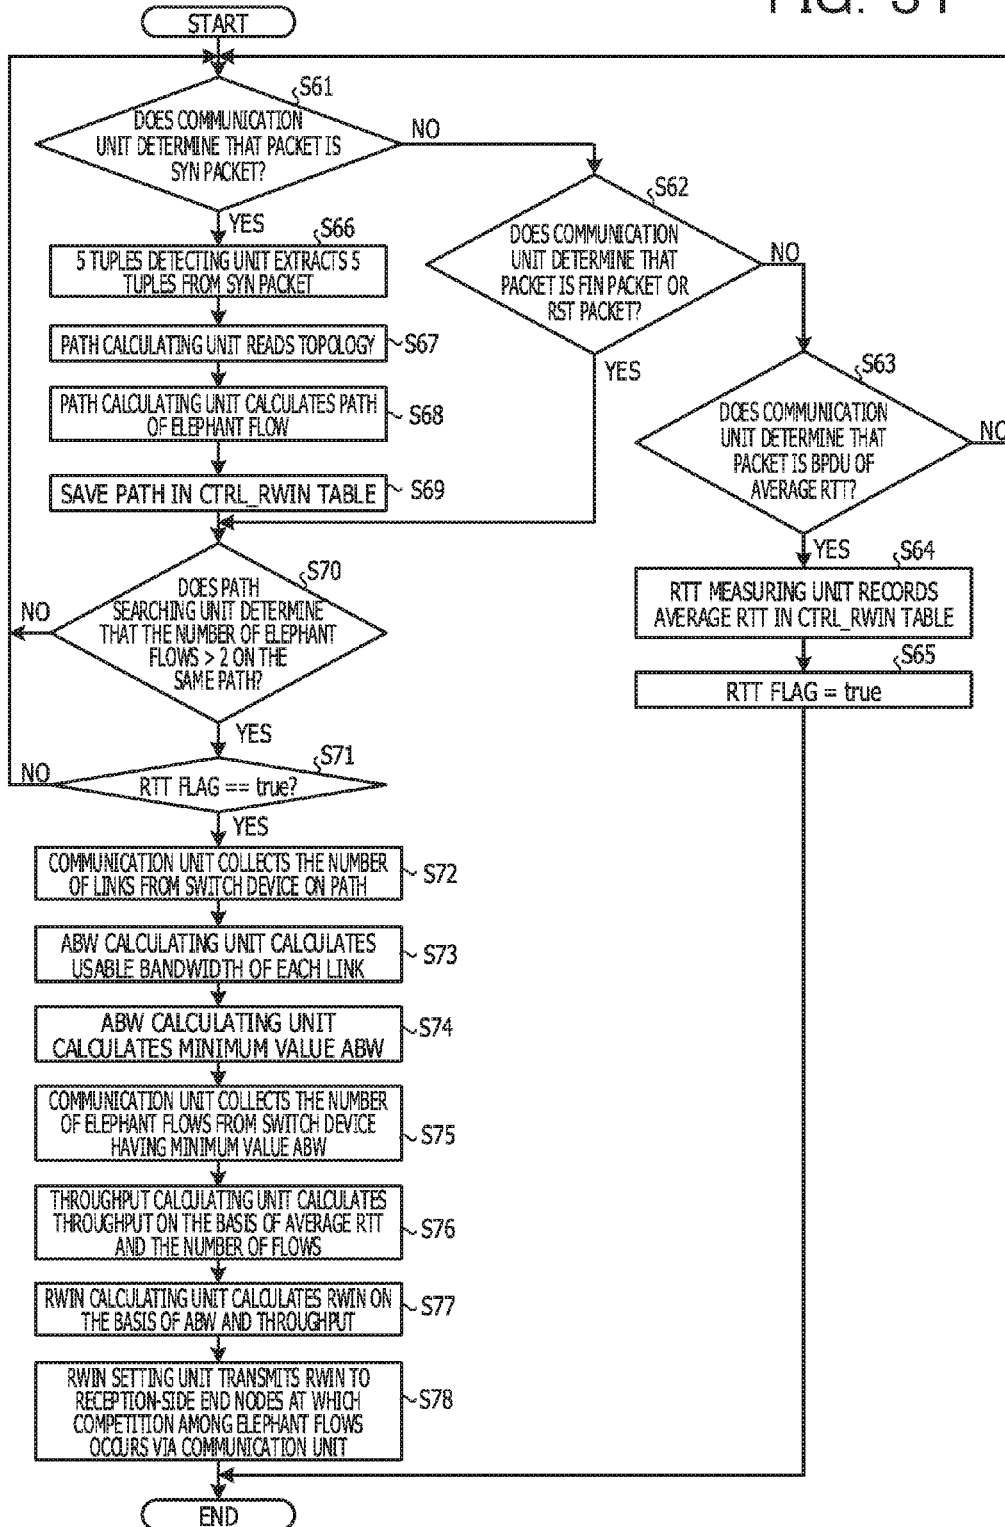 FIG. 31
START
S61
DOES COMMUNICATION
UNIT DETERMINE THAT PACKET IS
SYN PACKET?
NO
YES
S62
DOES COMMUNICATION
UNIT DETERMINE THAT
PACKET IS FIN PACKET OR
RST PACKET?
NO
YES
S66
5 TUPLES DETECTING UNIT EXTRACTS 5
TUPLES FROM SYN PACKET
PATH CALCULATING UNIT READS TOPOLOGY
S67
S63
DOES COMMUNICATION
UNIT DETERMINE THAT
PACKET IS BPDU OF
AVERAGE RTT?
NO
YES
PATH CALCULATING UNIT CALCULATES PATH
OF ELEPHANT FLOW
S68
SAVE PATH IN CTRL_RWIN TABLE
S69
S70
DOES PATH
SEARCHING UNIT DETERMINE
THAT THE NUMBER OF ELEPHANT
FLOWS > 2 ON THE
SAME PATH?
NO
YES
S64
RTT MEASURING UNIT RECORDS
AVERAGE RTT IN CTRL_RWIN TABLE
S65
RTT FLAG = true
S71
RTT FLAG == true?
NO
YES
COMMUNICATION UNIT COLLECTS THE NUMBER
OF LINKS FROM SWITCH DEVICE ON PATH
S72
ABW CALCULATING UNIT CALCULATES
USABLE BANDWIDTH OF EACH LINK
S73
ABW CALCULATING UNIT
CALCULATES MINIMUM VALUE ABW
S74
COMMUNICATION UNIT COLLECTS THE NUMBER
OF ELEPHANT FLOWS FROM SWITCH DEVICE
HAVING MINIMUM VALUE ABW
S75
THROUGHPUT CALCULATING UNIT CALCULATES
THROUGHPUT ON THE BASIS OF AVERAGE RTT
AND THE NUMBER OF FLOWS
S76
RWIN CALCULATING UNIT CALCULATES RWIN ON
THE BASIS OF ABW AND THROUGHPUT
S77
RWIN SETTING UNIT TRANSMITS RWIN TO
RECEPTION-SIDE END NODES AT WHICH
COMPETITION AMONG ELEPHANT FLOWS
OCCURS VIA COMMUNICATION UNIT
S78
END